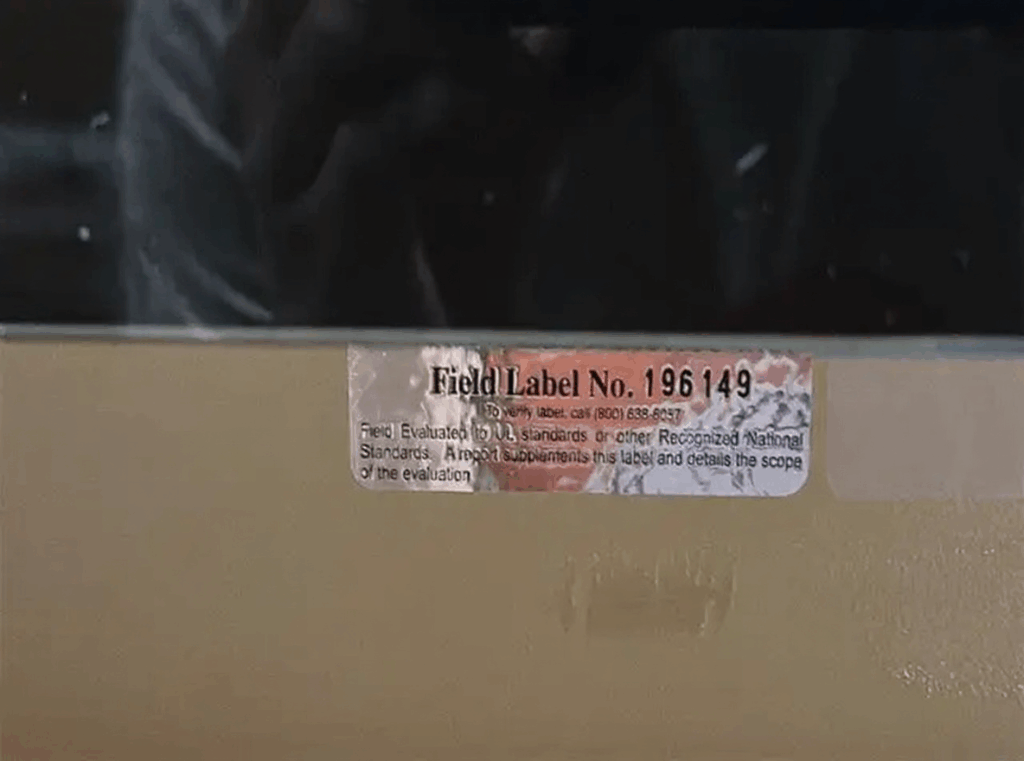 Field Label No. 196149
To verify label, call (800) 638-8057
Field Evaluated to UL standards or other Recognized National
Standards. A report supplements this label and details the scope
of the evaluation